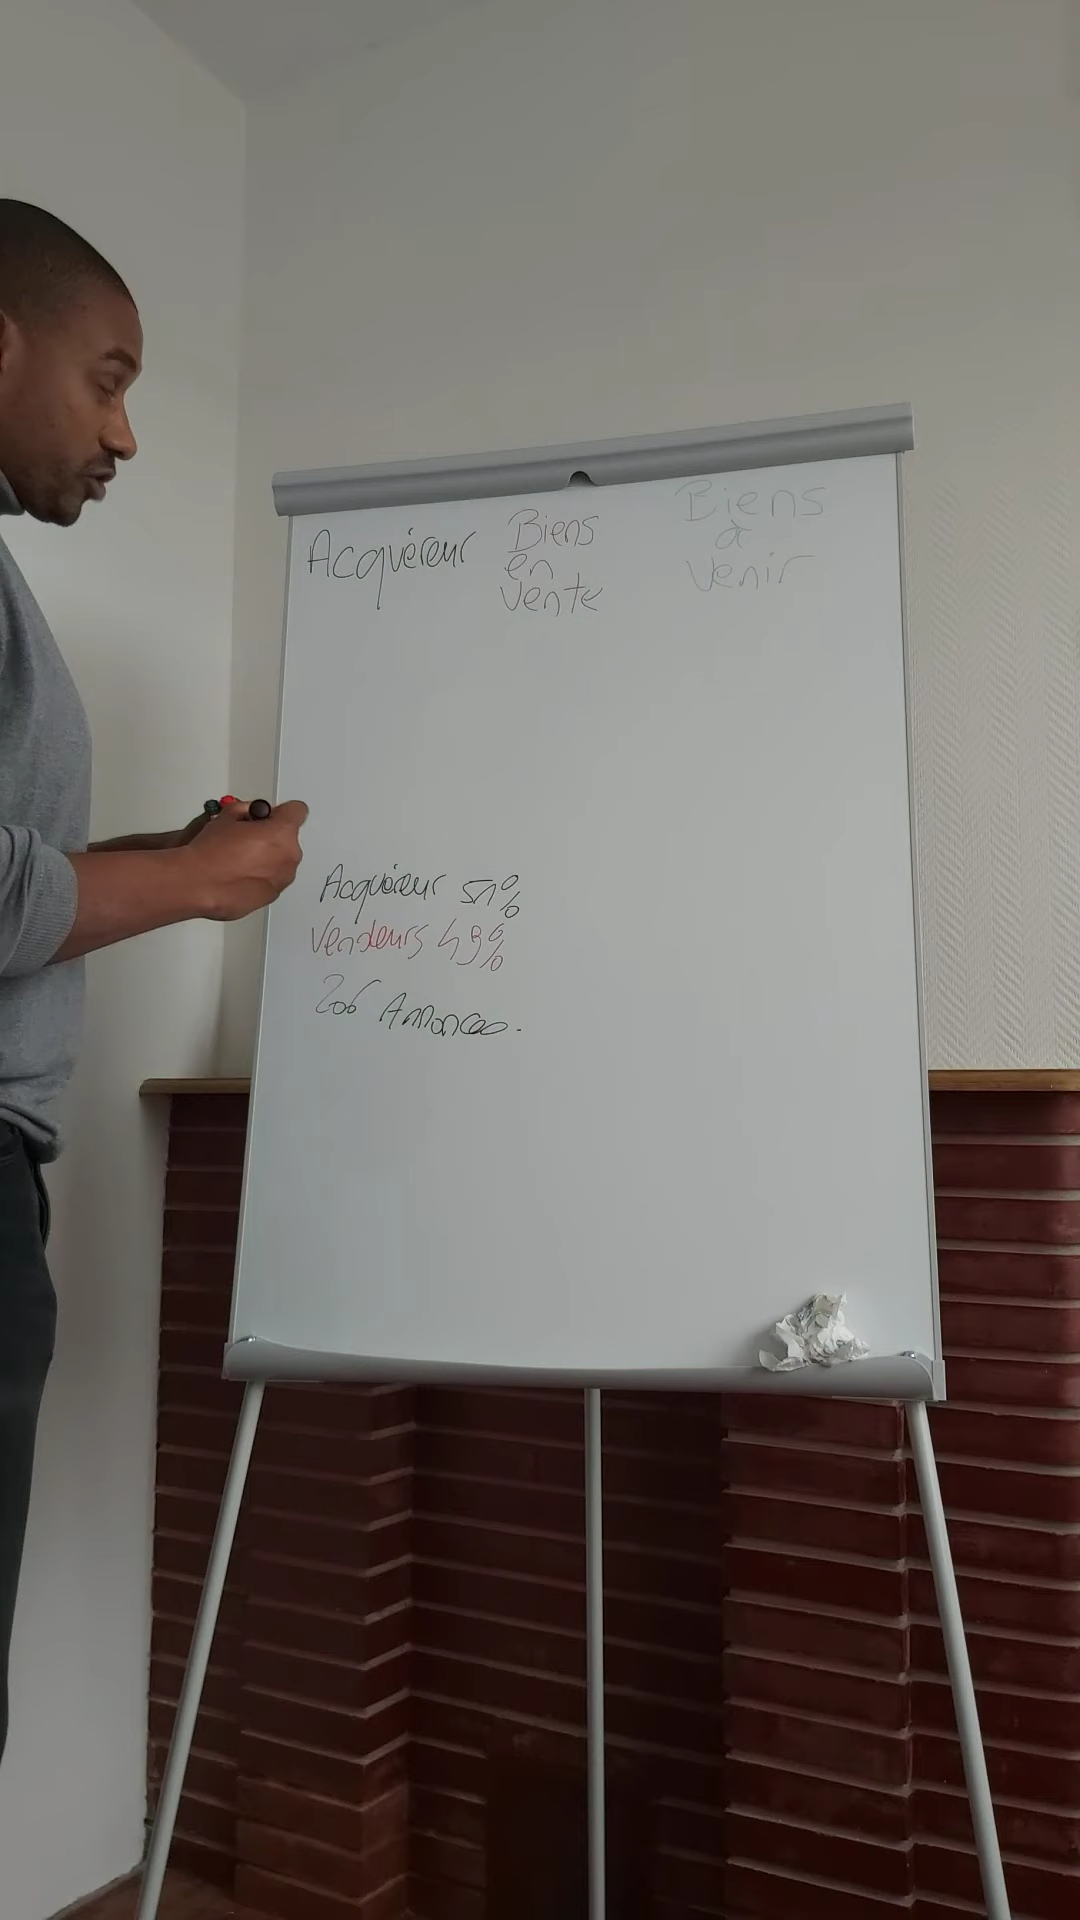 Acquéreur
Biens
en
vente
Biens
à
venir
Acquéreur 51%
Vendeurs 49%
206 Annonces.